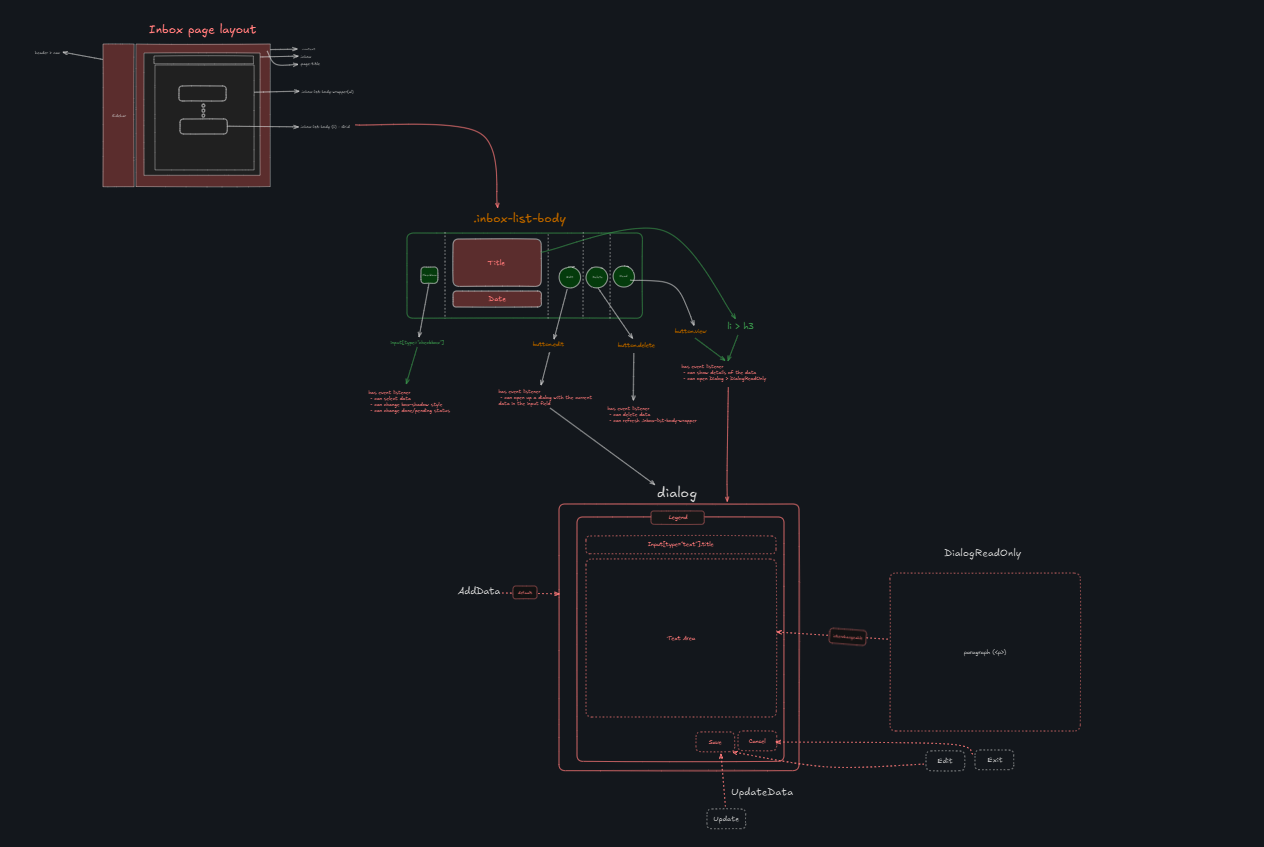 Inbox page layout
header > nav
.inbox
page-title
.inbox-list-body-wrapper(ul)
.inbox-list-body (li) - Grid
.inbox-list-body
Title
Date
Edit
Delete
input[type="checkbox"]
button.edit
button.delete
button.view
li > h3
has event listener
- can select data
- can change box-shadow style
- can change done/pending status
has event listener
- can open up a dialog with the current
data in the input field
has event listener
- can delete data
- can refresh .inbox-list-body-wrapper
has event listener
- can show details of the data
- can open Dialog > DialogReadOnly
dialog
Legend
Input[type="text"].title
Text Area
Save
Cancel
AddData
default
DialogReadOnly
interchangeable
paragraph (<p>)
Edit
Exit
UpdateData
Update